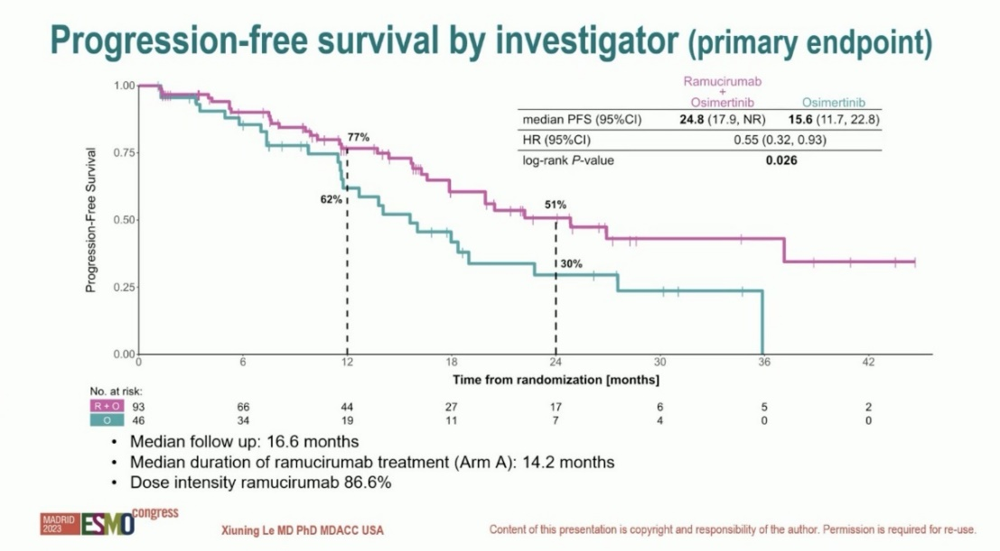 Progression-free survival by investigator (primary endpoint)
Ramucirumab
+
Osimertinib
Osimertinib
median PFS (95%CI) 24.8 (17.9, NR) 15.6 (11.7, 22.8)
HR (95%CI) 0.55 (0.32, 0.93)
log-rank P-value 0.026
Progression-Free Survival
1.00
0.75
0.50
0.25
0.00
77%
62%
51%
30%
0 6 12 18 24 30 36 42
Time from randomization [months]
No. at risk:
R + O 93 66 44 27 17 6 5 2
O 46 34 19 11 7 4 0 0
• Median follow up: 16.6 months
• Median duration of ramucirumab treatment (Arm A): 14.2 months
• Dose intensity ramucirumab 86.6%
MADRID
2023
ESMO congress
Xiuning Le MD PhD MDACC USA
Content of this presentation is copyright and responsibility of the author. Permission is required for re-use.